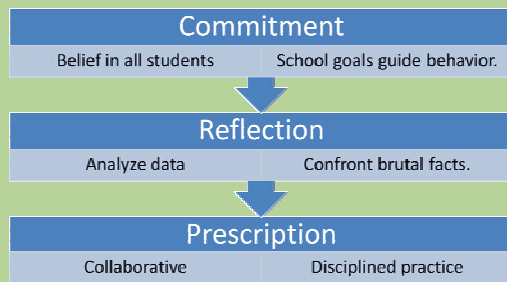 Commitment
Belief in all students
School goals guide behavior.
Reflection
Analyze data
Confront brutal facts.
Prescription
Collaborative
Disciplined practice